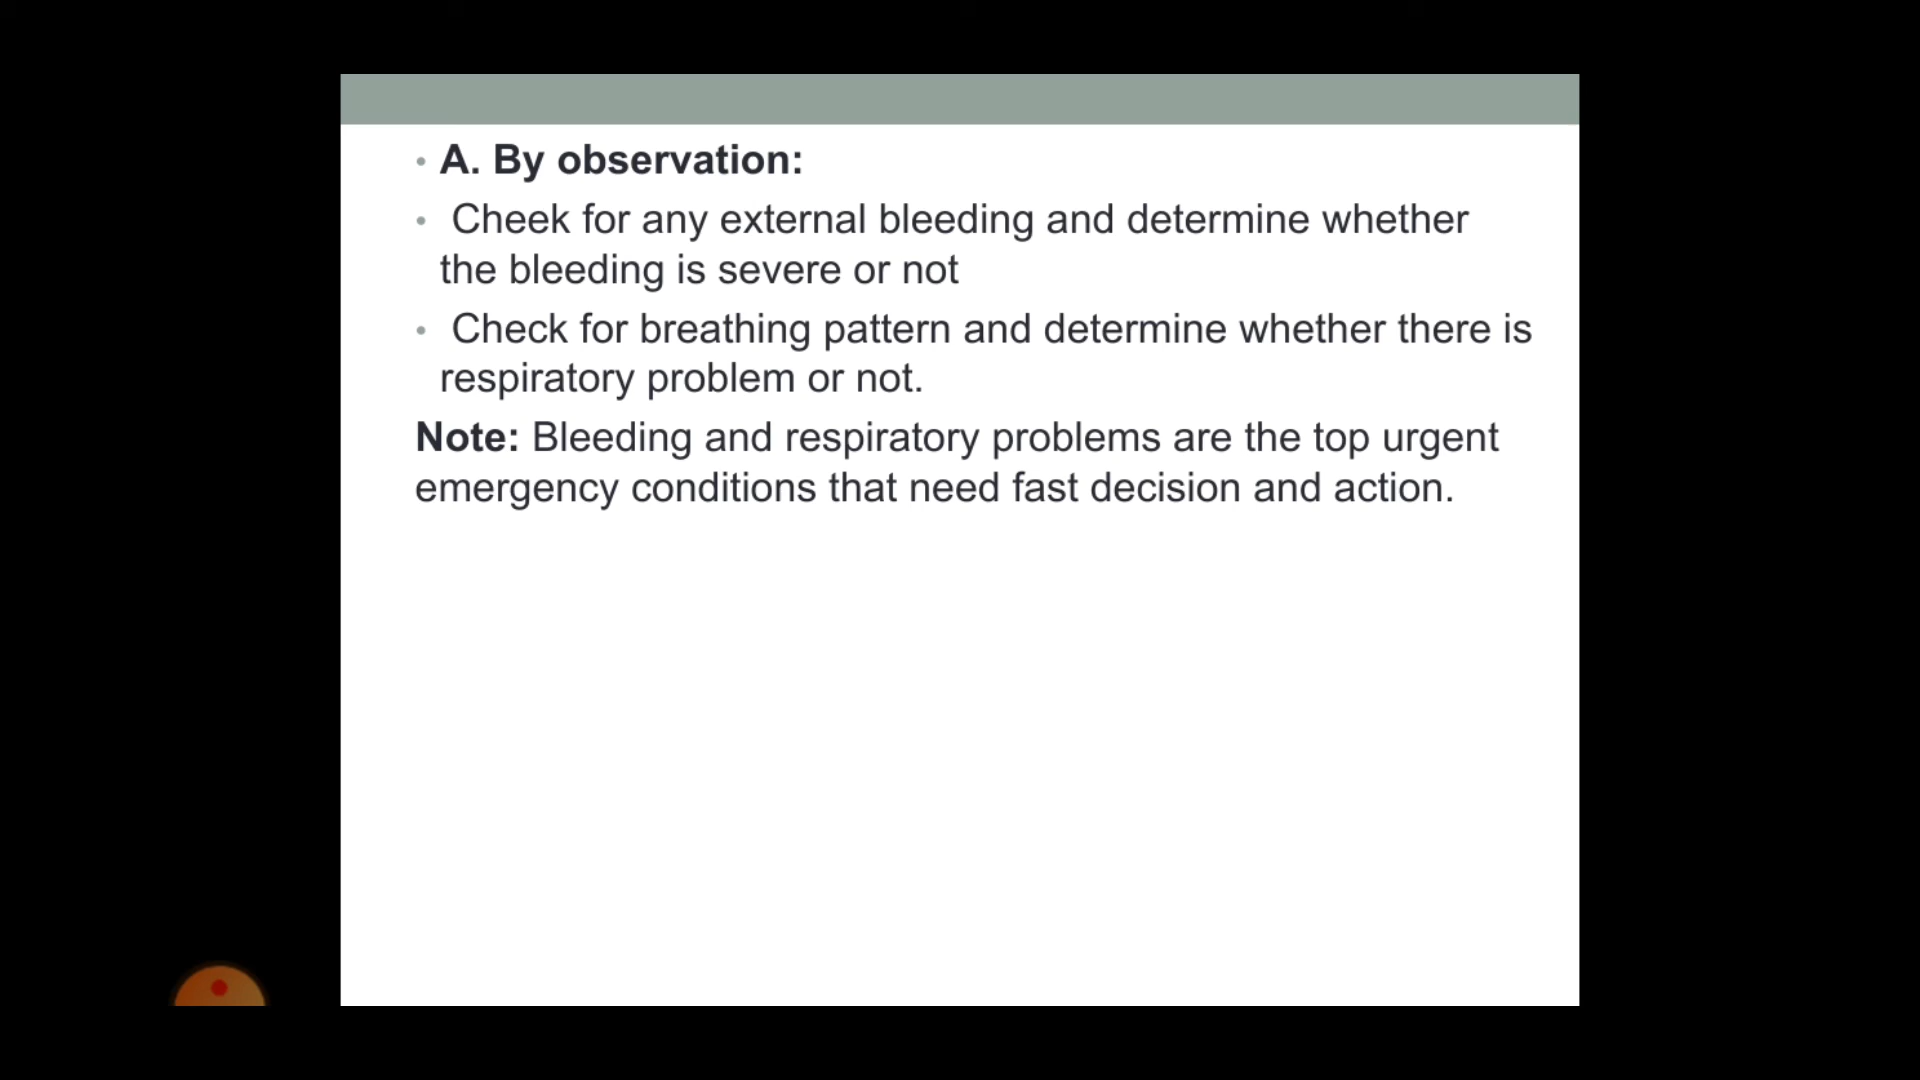 • A. By observation:
• Cheek for any external bleeding and determine whether
the bleeding is severe or not
• Check for breathing pattern and determine whether there is
respiratory problem or not.
Note: Bleeding and respiratory problems are the top urgent
emergency conditions that need fast decision and action.